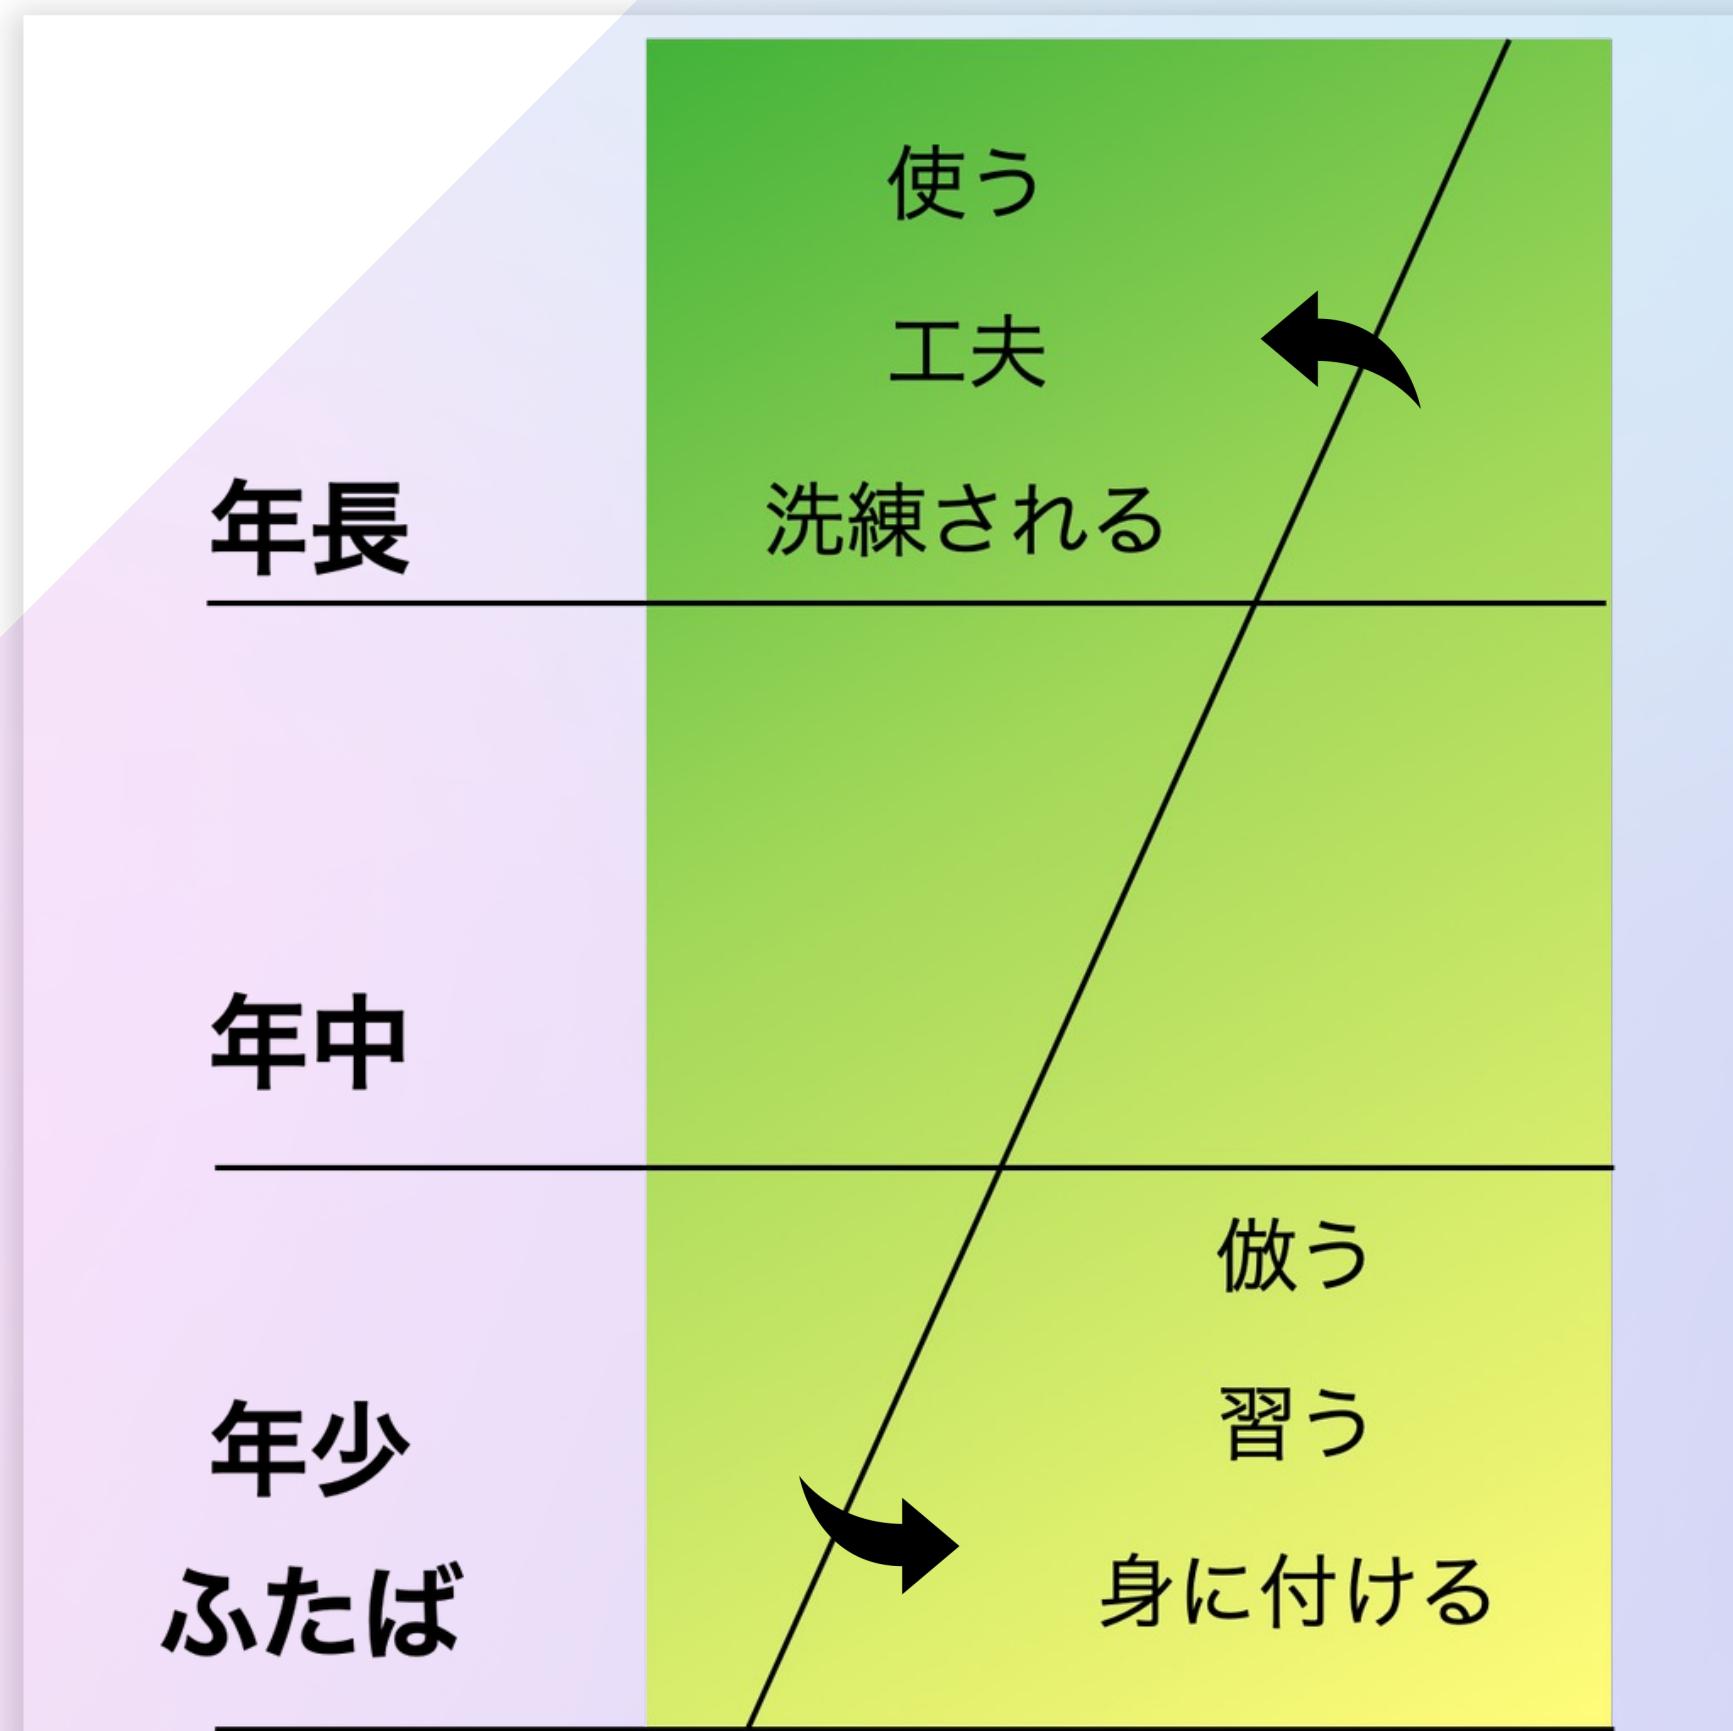 使う
工夫
洗練される
年長
年中
倣う
習う
年少
身に付ける
ふたば